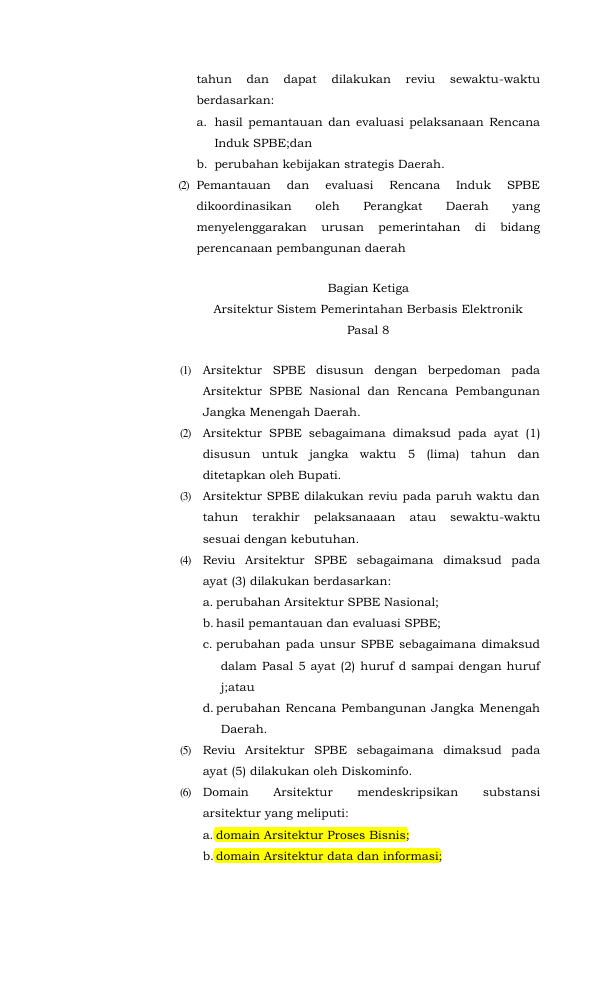 tahun dan dapat dilakukan reviu sewaktu-waktu
berdasarkan:
a. hasil pemantauan dan evaluasi pelaksanaan Rencana
Induk SPBE;dan
b. perubahan kebijakan strategis Daerah.
(2) Pemantauan dan evaluasi Rencana Induk SPBE
dikoordinasikan oleh Perangkat Daerah yang
menyelenggarakan urusan pemerintahan di bidang
perencanaan pembangunan daerah
Bagian Ketiga
Arsitektur Sistem Pemerintahan Berbasis Elektronik
Pasal 8
(1) Arsitektur SPBE disusun dengan berpedoman pada
Arsitektur SPBE Nasional dan Rencana Pembangunan
Jangka Menengah Daerah.
(2) Arsitektur SPBE sebagaimana dimaksud pada ayat (1)
disusun untuk jangka waktu 5 (lima) tahun dan
ditetapkan oleh Bupati.
(3) Arsitektur SPBE dilakukan reviu pada paruh waktu dan
tahun terakhir pelaksanaaan atau sewaktu-waktu
sesuai dengan kebutuhan.
(4) Reviu Arsitektur SPBE sebagaimana dimaksud pada
ayat (3) dilakukan berdasarkan:
a. perubahan Arsitektur SPBE Nasional;
b. hasil pemantauan dan evaluasi SPBE;
c. perubahan pada unsur SPBE sebagaimana dimaksud
dalam Pasal 5 ayat (2) huruf d sampai dengan huruf
j;atau
d. perubahan Rencana Pembangunan Jangka Menengah
Daerah.
(5) Reviu Arsitektur SPBE sebagaimana dimaksud pada
ayat (5) dilakukan oleh Diskominfo.
(6) Domain Arsitektur mendeskripsikan substansi
arsitektur yang meliputi:
a. domain Arsitektur Proses Bisnis;
b. domain Arsitektur data dan informasi;